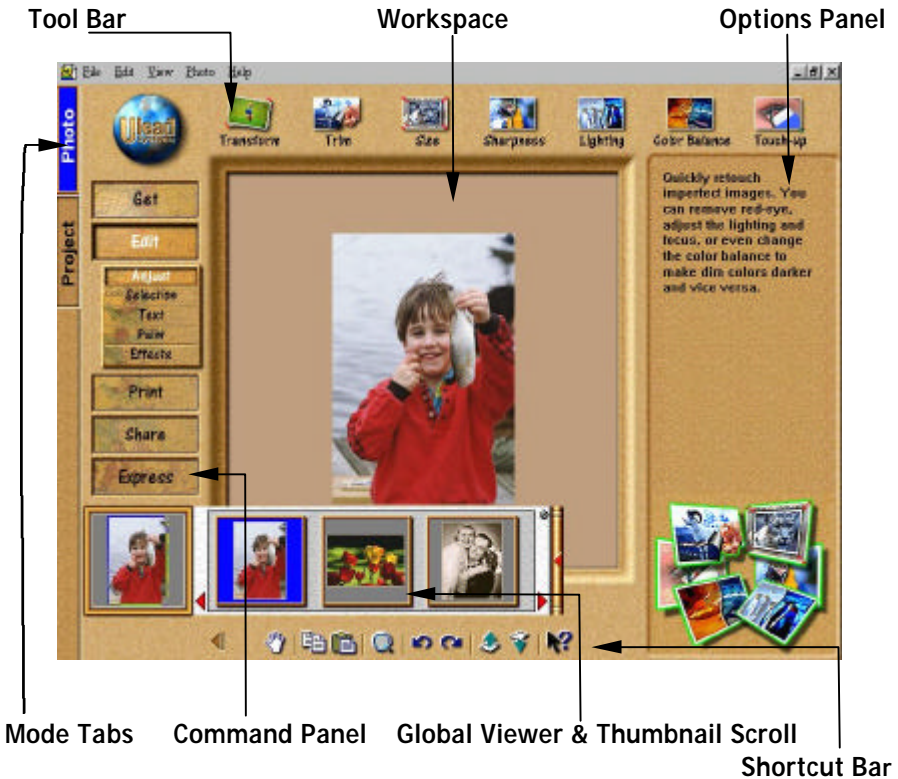 Tool Bar Workspace Options Panel
File Edit View Photo Help
Photo
Project
Ulead
Transform Trim Size Sharpness Lighting Color Balance Touch-up
Get
Edit
Adjust
Selection
Text
Paint
Effects
Print
Share
Express
Quickly retouch
imperfect images. You
can remove red-eye,
adjust the lighting and
focus, or even change
the color balance to
make dim colors darker
and vice versa.
Mode Tabs Command Panel Global Viewer & Thumbnail Scroll
Shortcut Bar